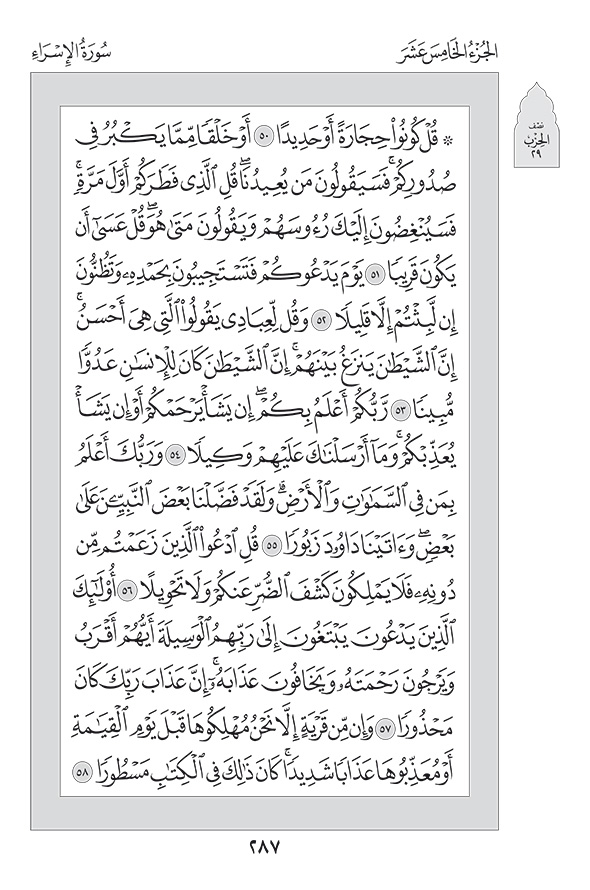 الجُزْءُ الخَامِسَ عَشَرَ
سُورَةُ الإِسْرَاءِ
نصف
الحزب
٢٩
۞ قُلۡ كُونُواْ حِجَارَةً أَوۡ حَدِيدًا ٥٠ أَوۡ خَلۡقٗا مِّمَّا يَكۡبُرُ فِي
صُدُورِكُمۡۚ فَسَيَقُولُونَ مَن يُعِيدُنَاۖ قُلِ ٱلَّذِي فَطَرَكُمۡ أَوَّلَ مَرَّةٖۚ
فَسَيُنۡغِضُونَ إِلَيۡكَ رُءُوسَهُمۡ وَيَقُولُونَ مَتَىٰ هُوَۖ قُلۡ عَسَىٰٓ أَن
يَكُونَ قَرِيبٗا ٥١ يَوۡمَ يَدۡعُوكُمۡ فَتَسۡتَجِيبُونَ بِحَمۡدِهِۦ وَتَظُنُّونَ
إِن لَّبِثۡتُمۡ إِلَّا قَلِيلٗا ٥٢ وَقُل لِّعِبَادِي يَقُولُواْ ٱلَّتِي هِيَ أَحۡسَنُۚ
إِنَّ ٱلشَّيۡطَٰنَ يَنزَغُ بَيۡنَهُمۡۚ إِنَّ ٱلشَّيۡطَٰنَ كَانَ لِلۡإِنسَٰنِ عَدُوّٗا
مُّبِينٗا ٥٣ رَّبُّكُمۡ أَعۡلَمُ بِكُمۡۖ إِن يَشَأۡ يَرۡحَمۡكُمۡ أَوۡ إِن يَشَأۡ
يُعَذِّبۡكُمۡۚ وَمَآ أَرۡسَلۡنَٰكَ عَلَيۡهِمۡ وَكِيلٗا ٥٤ وَرَبُّكَ أَعۡلَمُ
بِمَن فِي ٱلسَّمَٰوَٰتِ وَٱلۡأَرۡضِۗ وَلَقَدۡ فَضَّلۡنَا بَعۡضَ ٱلنَّبِيِّـۧنَ عَلَىٰ
بَعۡضٖۖ وَءَاتَيۡنَا دَاوُۥدَ زَبُورٗا ٥٥ قُلِ ٱدۡعُواْ ٱلَّذِينَ زَعَمۡتُم مِّن
دُونِهِۦ فَلَا يَمۡلِكُونَ كَشۡفَ ٱلضُّرِّ عَنكُمۡ وَلَا تَحۡوِيلًا ٥٦ أُوْلَٰٓئِكَ
ٱلَّذِينَ يَدۡعُونَ يَبۡتَغُونَ إِلَىٰ رَبِّهِمُ ٱلۡوَسِيلَةَ أَيُّهُمۡ أَقۡرَبُ
وَيَرۡجُونَ رَحۡمَتَهُۥ وَيَخَافُونَ عَذَابَهُۥٓۚ إِنَّ عَذَابَ رَبِّكَ كَانَ
مَحۡذُورٗا ٥٧ وَإِن مِّن قَرۡيَةٍ إِلَّا نَحۡنُ مُهۡلِكُوهَا قَبۡلَ يَوۡمِ ٱلۡقِيَٰمَةِ
أَوۡ مُعَذِّبُوهَا عَذَابٗا شَدِيدٗاۚ كَانَ ذَٰلِكَ فِي ٱلۡكِتَٰبِ مَسۡطُورٗا ٥٨
٢٨٧